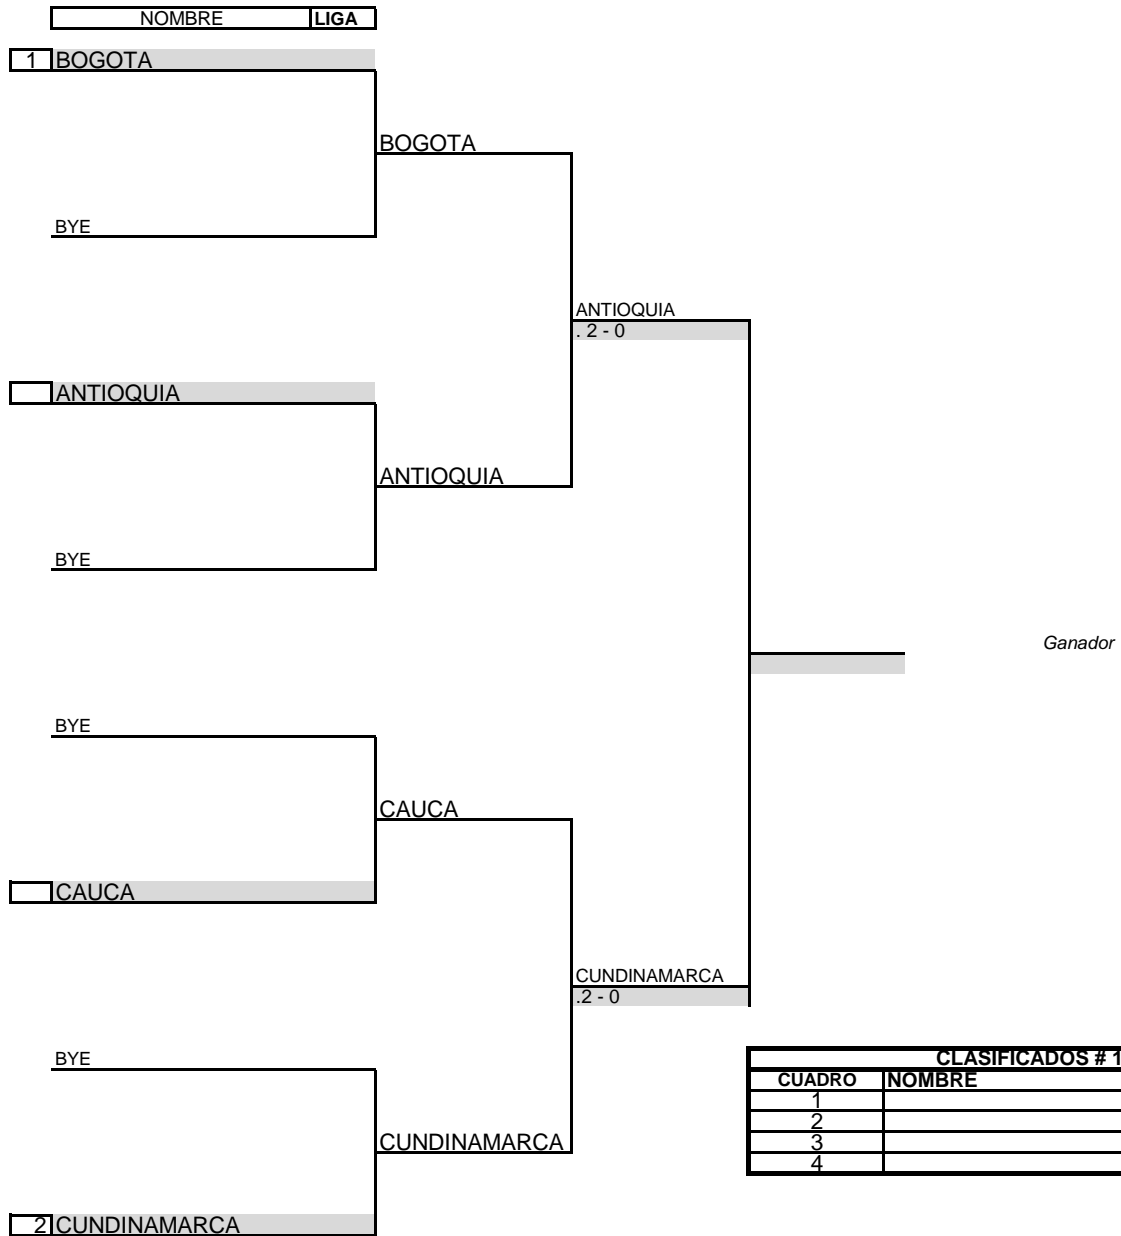 NOMBRE LIGA
1 BOGOTA
BOGOTA
BYE
ANTIOQUIA
. 2 - 0
ANTIOQUIA
ANTIOQUIA
BYE
Ganador
BYE
CAUCA
CAUCA
CUNDINAMARCA
.2 - 0
BYE
CLASIFICADOS # 1
CUADRO NOMBRE
1
2
3
4
CUNDINAMARCA
2 CUNDINAMARCA